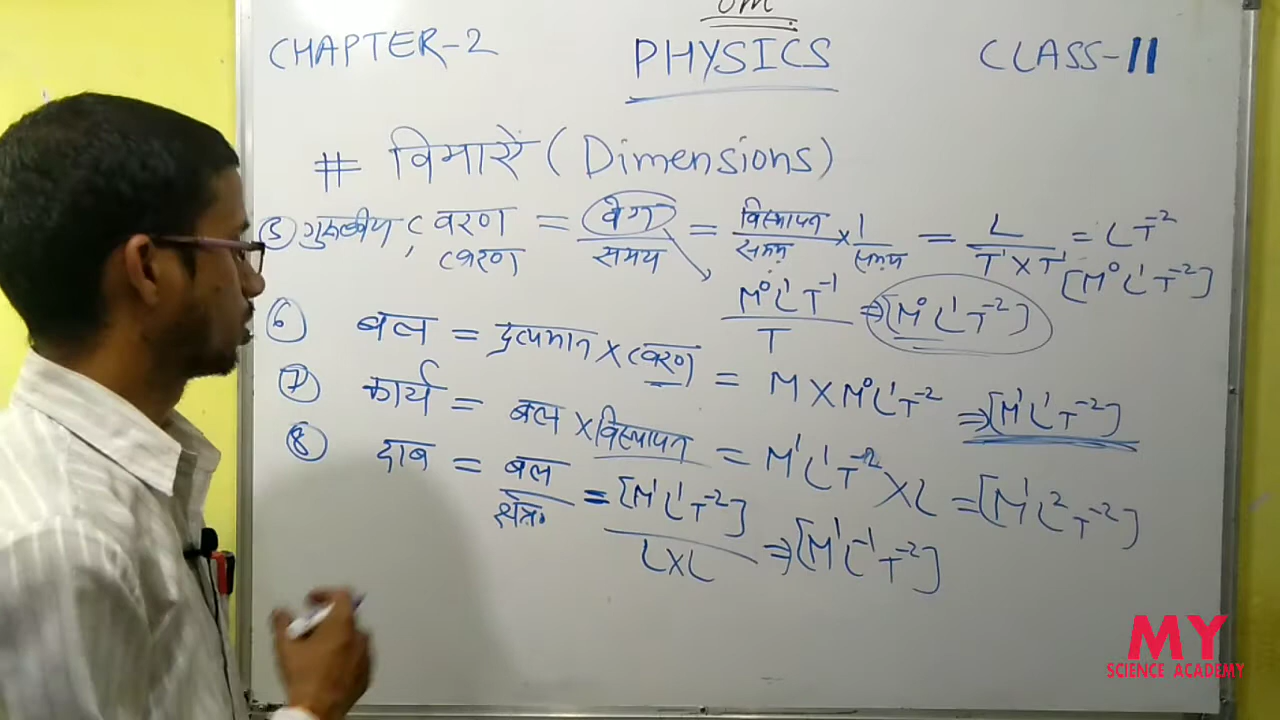 om
CHAPTER-2 PHYSICS CLASS-11
# विमाएँ (Dimensions)
5) गुरुत्वीय त्वरण = वेग/समय = विस्थापन/समय × 1/समय = L/T¹×T¹ = LT⁻²
त्वरण [M⁰L¹T⁻²]
M⁰L¹T⁻¹/T ⇒ [M⁰L¹T⁻²]
6) बल = द्रव्यमान × त्वरण = M×M⁰L¹T⁻² ⇒ [M¹L¹T⁻²]
7) कार्य = बल × विस्थापन = M¹L¹T⁻² × L = [M¹L²T⁻²]
8) दाब = बल/क्षेत्र॰ = [M¹L¹T⁻²]/L×L ⇒ [M¹L⁻¹T⁻²]
MY
SCIENCE ACADEMY